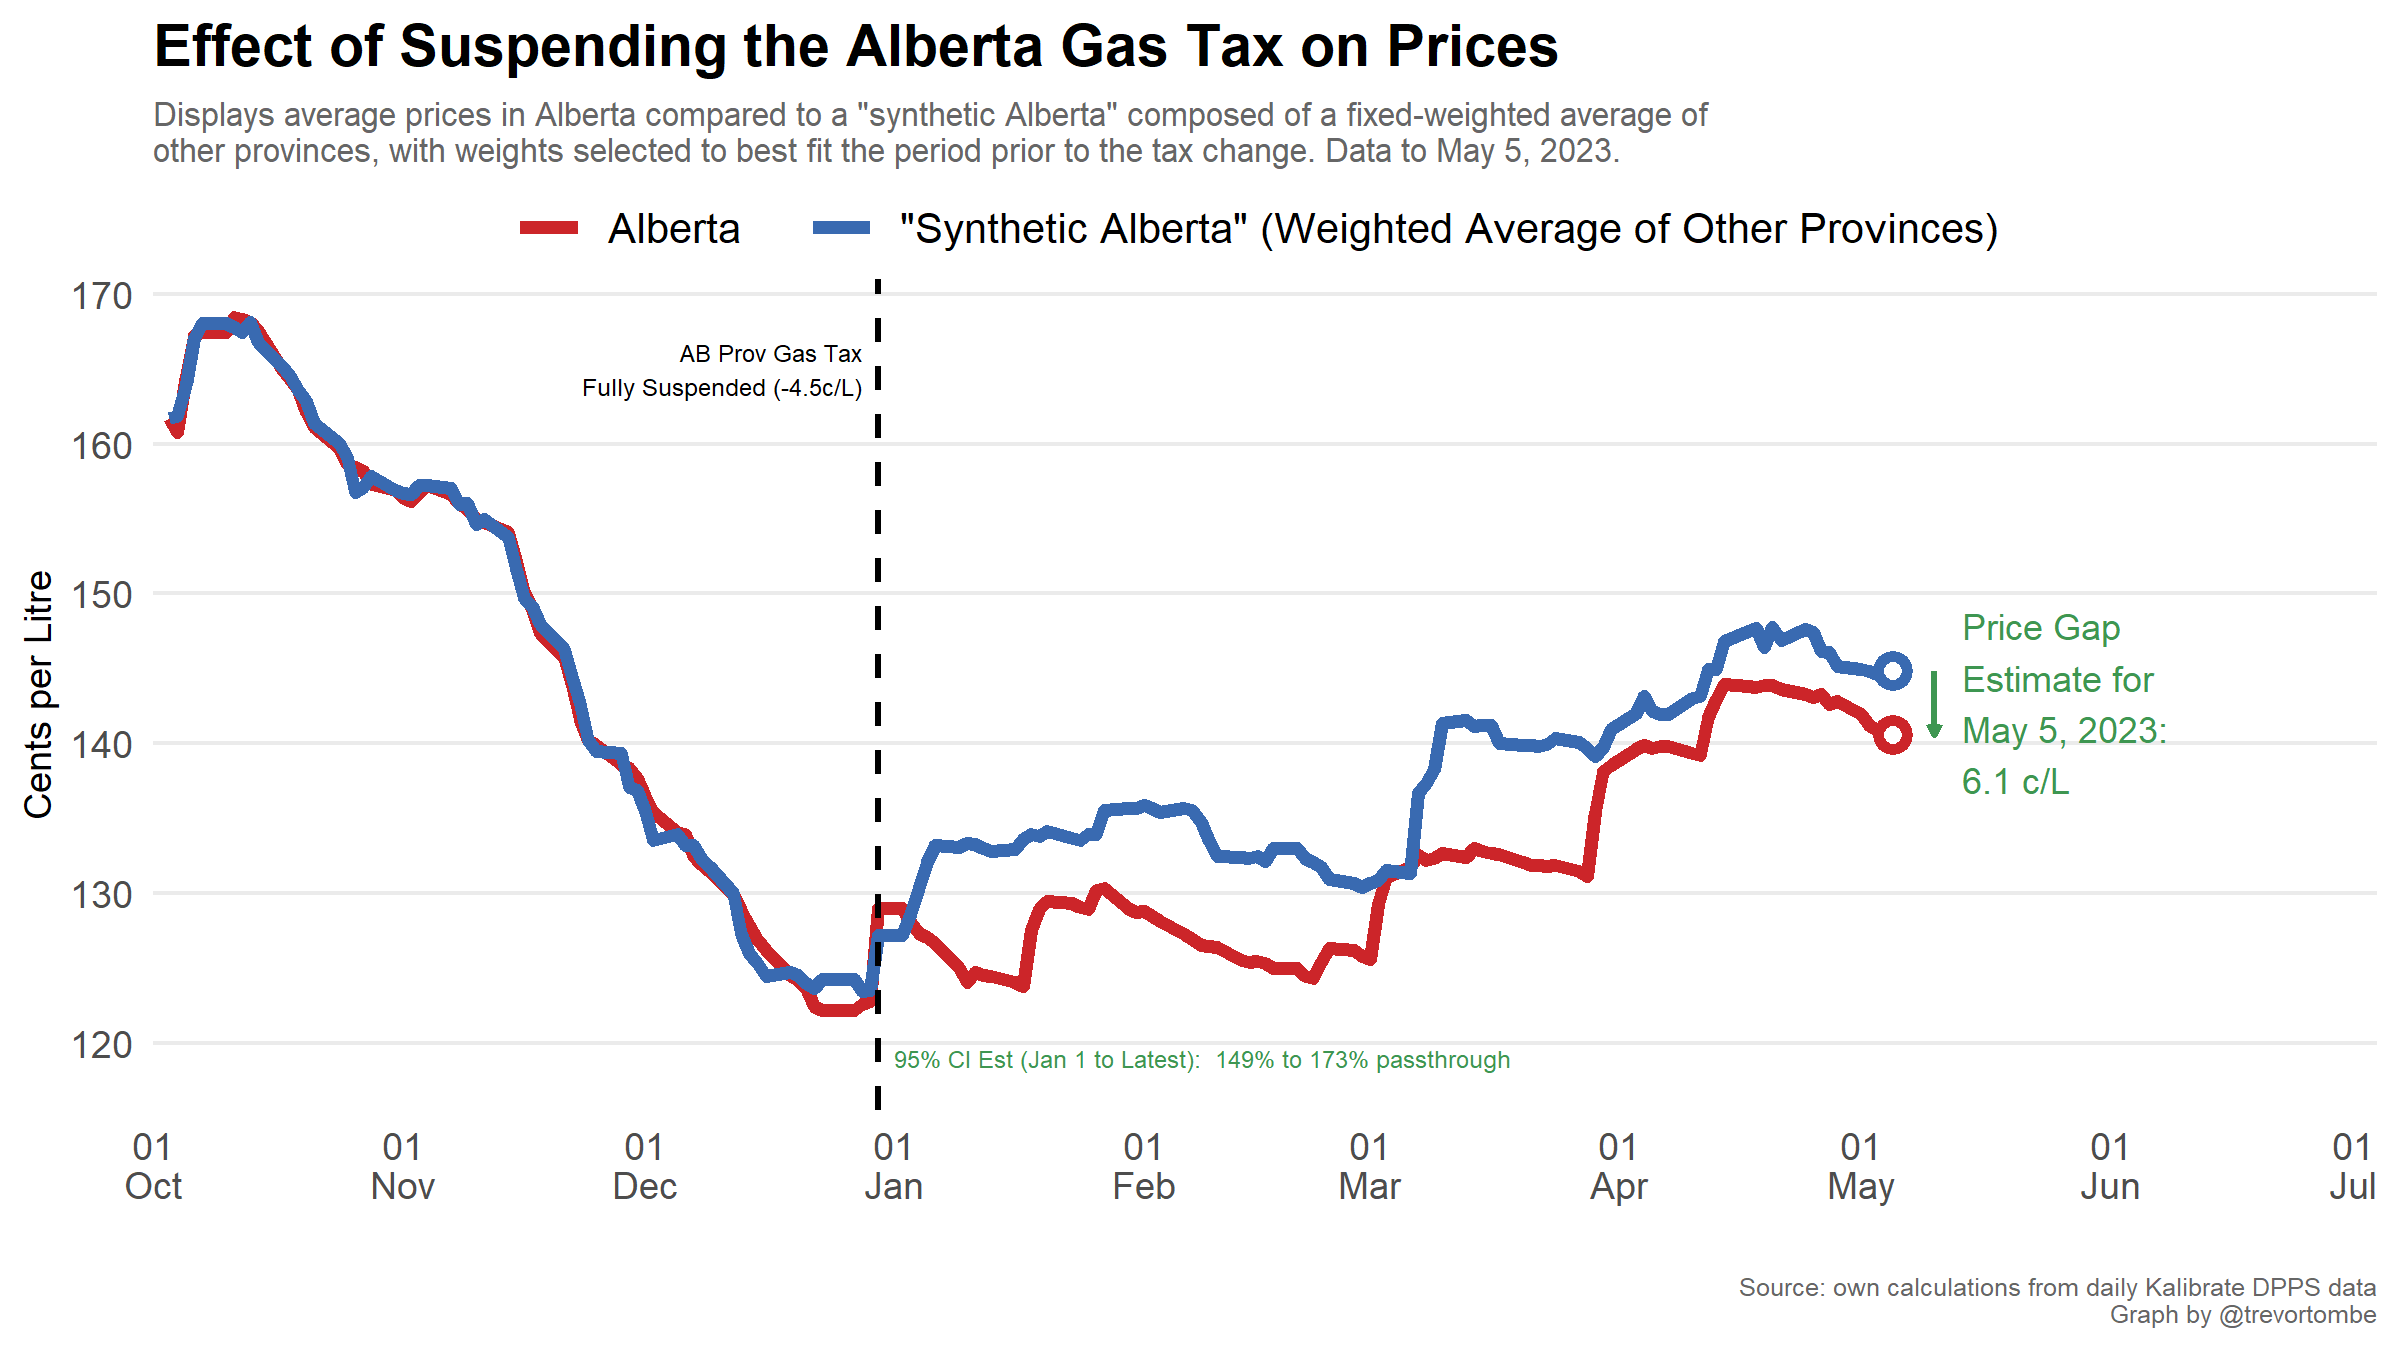 Effect of Suspending the Alberta Gas Tax on Prices
Displays average prices in Alberta compared to a "synthetic Alberta" composed of a fixed-weighted average of
other provinces, with weights selected to best fit the period prior to the tax change. Data to May 5, 2023.
Alberta
"Synthetic Alberta" (Weighted Average of Other Provinces)
170
160
150
140
130
120
Cents per Litre
AB Prov Gas Tax
Fully Suspended (-4.5c/L)
Price Gap
Estimate for
May 5, 2023:
6.1 c/L
95% CI Est (Jan 1 to Latest):  149% to 173% passthrough
01 01 01 01 01 01 01 01 01 01
Oct Nov Dec Jan Feb Mar Apr May Jun Jul
Source: own calculations from daily Kalibrate DPPS data
Graph by @trevortombe